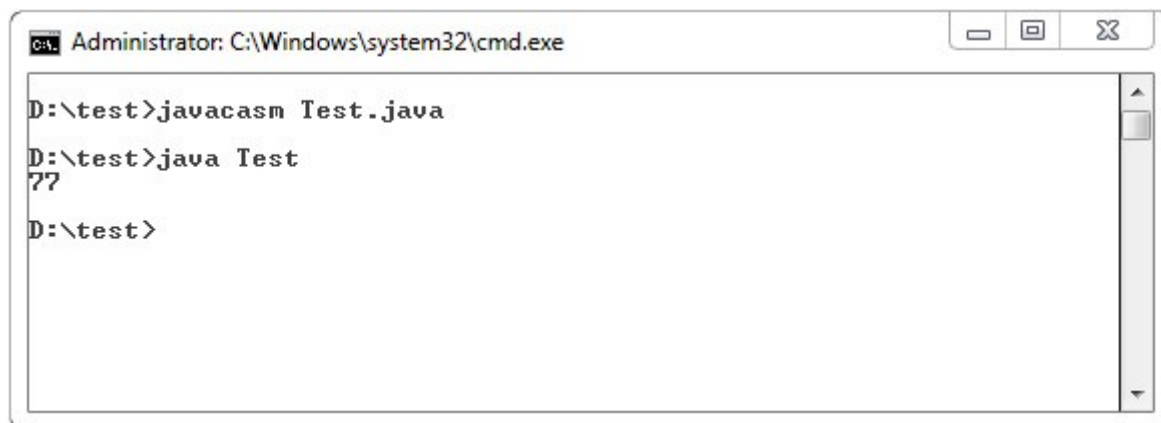 Administrator: C:\Windows\system32\cmd.exe
D:\test>javacasm Test.java
D:\test>java Test
77
D:\test>